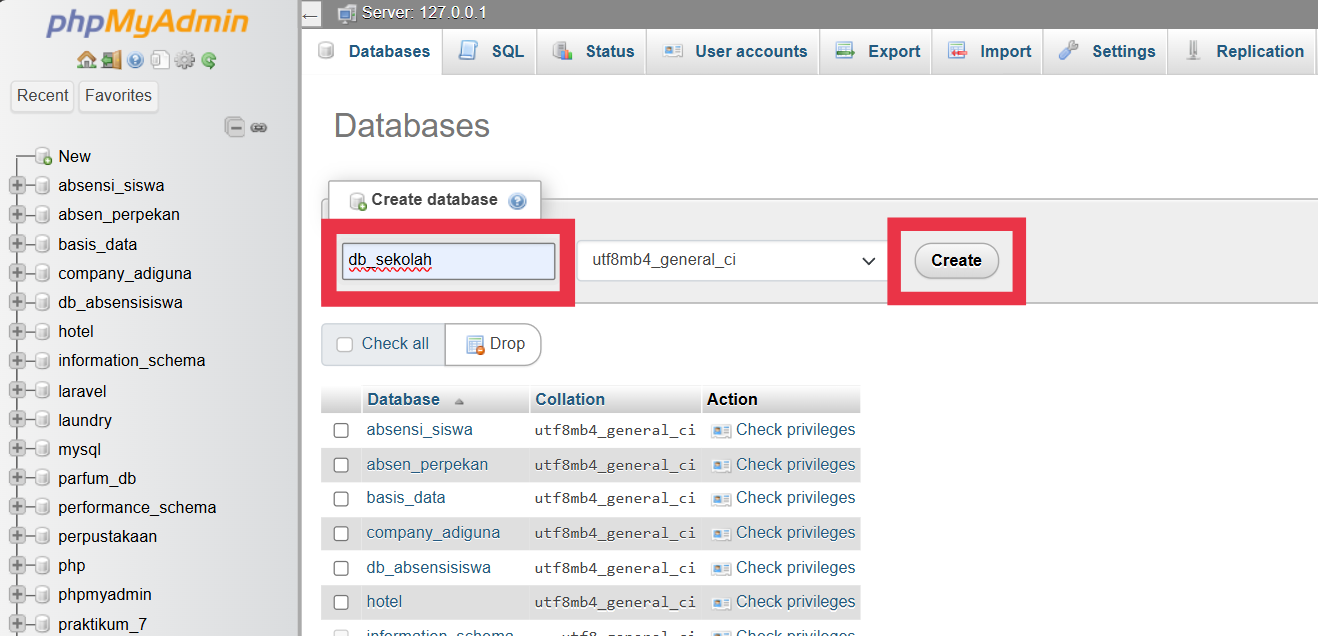 phpMyAdmin
Recent Favorites
New
absensi_siswa
absen_perpekan
basis_data
company_adiguna
db_absensisiswa
hotel
information_schema
laravel
laundry
mysql
parfum_db
performance_schema
perpustakaan
php
phpmyadmin
praktikum_7
Server: 127.0.0.1
Databases SQL Status User accounts Export Import Settings Replication
Databases
Create database
db_sekolah utf8mb4_general_ci Create
Check all Drop
Database Collation Action
absensi_siswa utf8mb4_general_ci Check privileges
absen_perpekan utf8mb4_general_ci Check privileges
basis_data utf8mb4_general_ci Check privileges
company_adiguna utf8mb4_general_ci Check privileges
db_absensisiswa utf8mb4_general_ci Check privileges
hotel utf8mb4_general_ci Check privileges
information_schema utf8_general_ci Check privileges